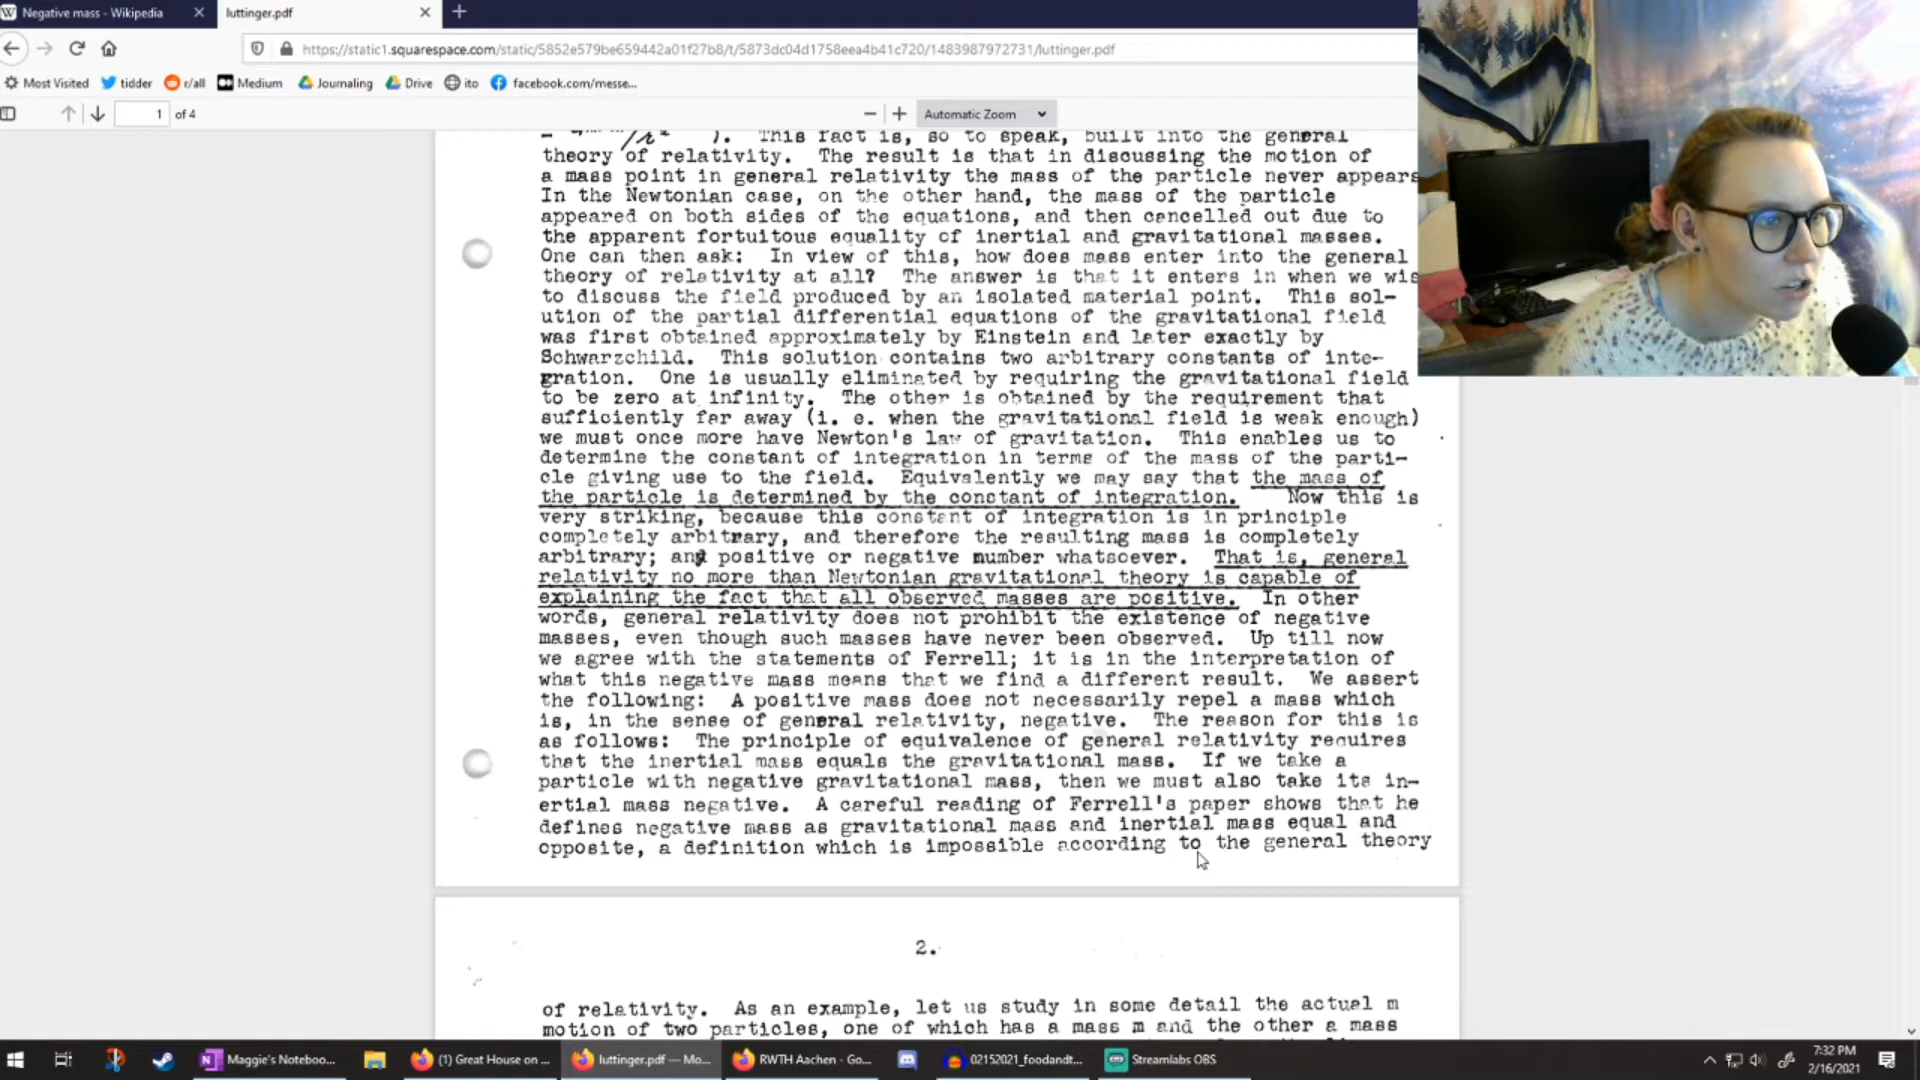 Negative mass - Wikipedia
luttinger.pdf
https://static1.squarespace.com/static/5852e579be659442a01f27b8/t/5873dc04d1758eea4b41c720/1483987972731/luttinger.pdf
Most Visited tidder r/all Medium Journaling Drive ito facebook.com/messe...
1 of 4 Automatic Zoom
). This fact is, so to speak, built into the general
theory of relativity. The result is that in discussing the motion of
a mass point in general relativity the mass of the particle never appears
In the Newtonian case, on the other hand, the mass of the particle
appeared on both sides of the equations, and then cancelled out due to
the apparent fortuitous equality of inertial and gravitational masses.
One can then ask: In view of this, how does mass enter into the general
theory of relativity at all? The answer is that it enters in when we wis
to discuss the field produced by an isolated material point. This sol-
ution of the partial differential equations of the gravitational field
was first obtained approximately by Einstein and later exactly by
Schwarzchild. This solution contains two arbitrary constants of inte-
gration. One is usually eliminated by requiring the gravitational field
to be zero at infinity. The other is obtained by the requirement that
sufficiently far away (i. e. when the gravitational field is weak enough)
we must once more have Newton's law of gravitation. This enables us to
determine the constant of integration in terms of the mass of the parti-
cle giving use to the field. Equivalently we may say that the mass of
the particle is determined by the constant of integration. Now this is
very striking, because this constant of integration is in principle
completely arbitrary, and therefore the resulting mass is completely
arbitrary; any positive or negative number whatsoever. That is, general
relativity no more than Newtonian gravitational theory is capable of
explaining the fact that all observed masses are positive. In other
words, general relativity does not prohibit the existence of negative
masses, even though such masses have never been observed. Up till now
we agree with the statements of Ferrell; it is in the interpretation of
what this negative mass means that we find a different result. We assert
the following: A positive mass does not necessarily repel a mass which
is, in the sense of general relativity, negative. The reason for this is
as follows: The principle of equivalence of general relativity requires
that the inertial mass equals the gravitational mass. If we take a
particle with negative gravitational mass, then we must also take its in-
ertial mass negative. A careful reading of Ferrell's paper shows that he
defines negative mass as gravitational mass and inertial mass equal and
opposite, a definition which is impossible according to the general theory
2.
of relativity. As an example, let us study in some detail the actual m
motion of two particles, one of which has a mass m and the other a mass
Maggie's Noteboo... (1) Great House on ... luttinger.pdf — Mo... RWTH Aachen - Go... 02152021_foodandt... Streamlabs OBS
7:32 PM
2/16/2021